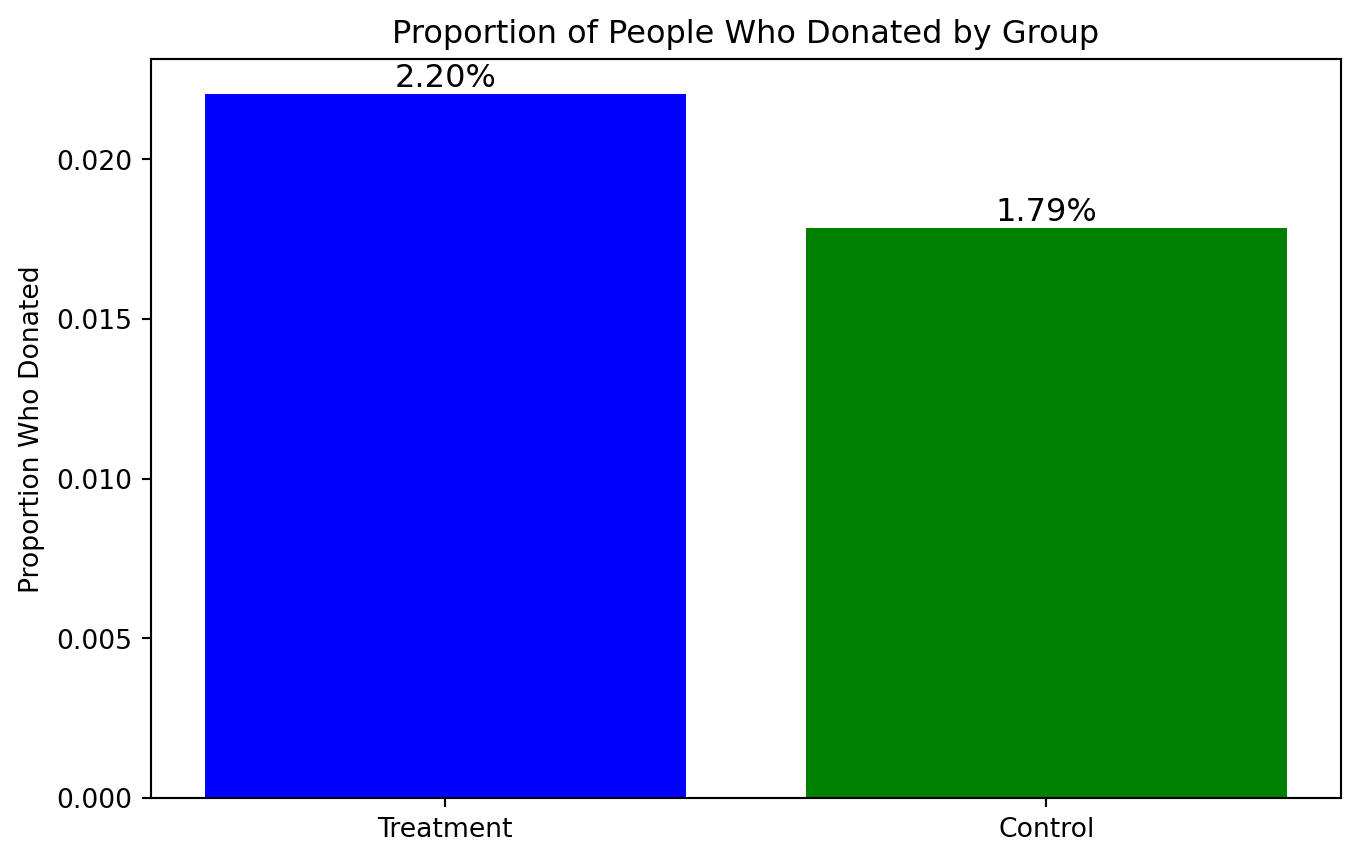 Proportion of People Who Donated by Group
2.20%
1.79%
Proportion Who Donated
0.020
0.015
0.010
0.005
0.000
Treatment
Control